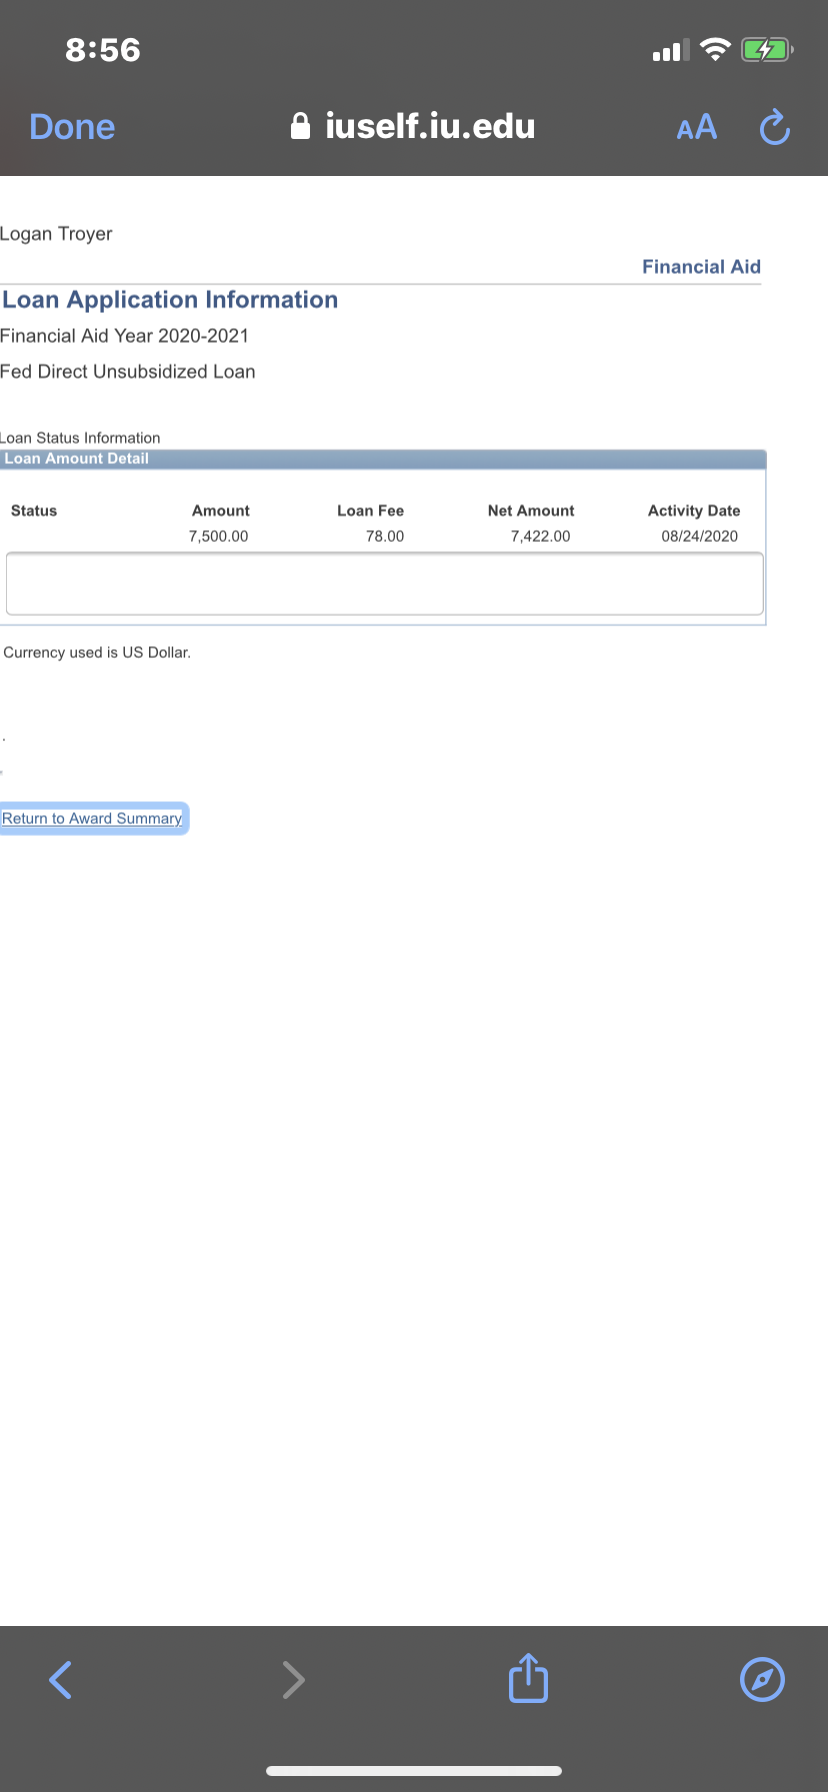 8:56
Done iuself.iu.edu AA
Logan Troyer
Financial Aid
Loan Application Information
Financial Aid Year 2020-2021
Fed Direct Unsubsidized Loan
Loan Status Information
Loan Amount Detail
Status Amount Loan Fee Net Amount Activity Date
7,500.00 78.00 7,422.00 08/24/2020
Currency used is US Dollar.
.
Return to Award Summary